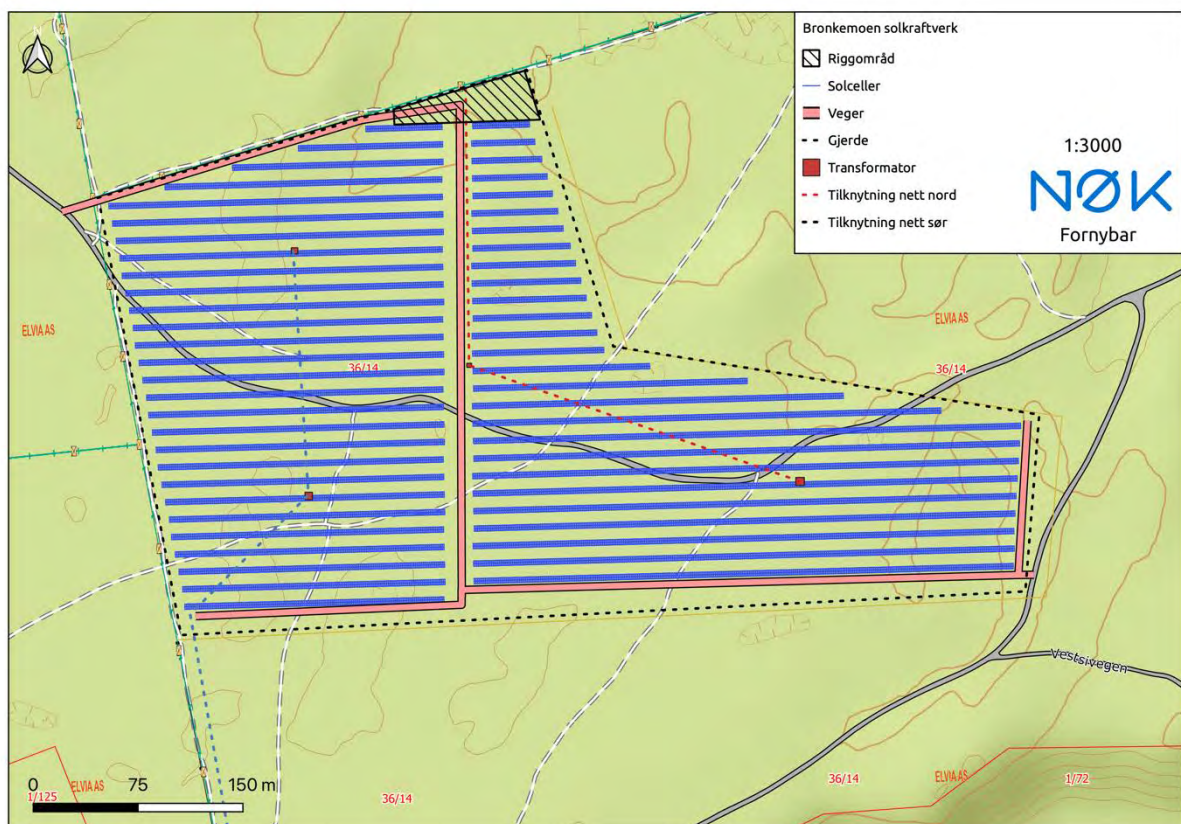 Bronkemoen solkraftverk
Riggområd
Solceller
Veger
Gjerde
Transformator
Tilknytning nett nord
Tilknytning nett sør
1:3000
NØK
Fornybar
ELVIA AS
36/14
ELVIA AS
36/14
Vestsivegen
0 75 150 m
ELVIA AS
1/125
36/14
36/14
ELVIA AS
1/72